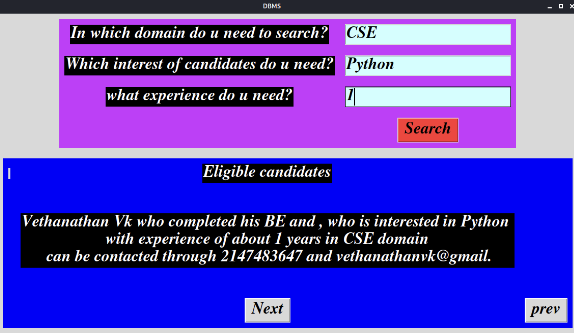 DBMS
In which domain do u need to search? CSE
Which interest of candidates do u need? Python
what experience do u need? 1
Search
Eligible candidates
Vethanathan Vk who completed his BE and , who is interested in Python
with experience of about 1 years in CSE domain
can be contacted through 2147483647 and vethanathanvk@gmail.
Next prev